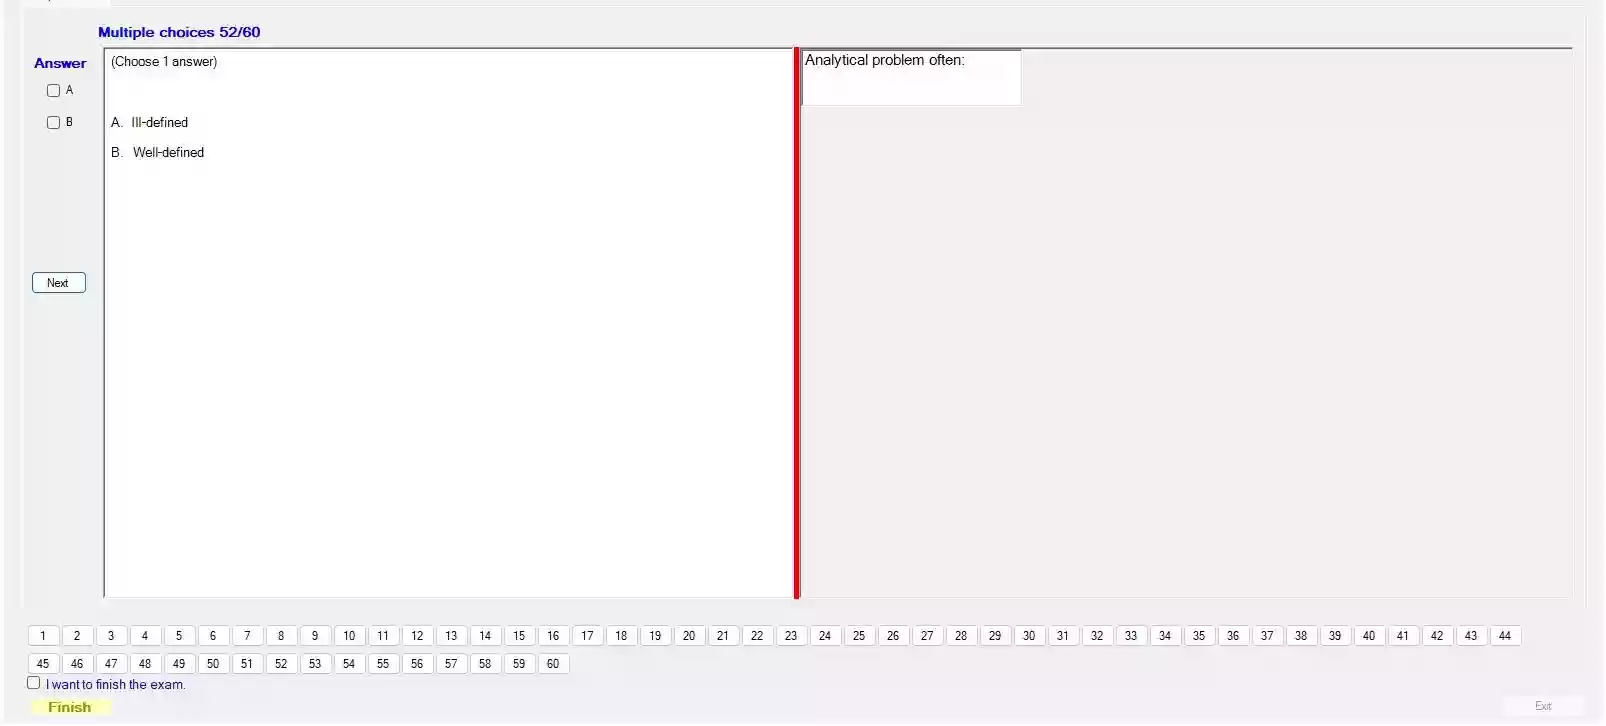 Multiple choices 52/60
Answer
(Choose 1 answer)
A
B
A. Ill-defined
B. Well-defined
Next
Analytical problem often:
1 2 3 4 5 6 7 8 9 10 11 12 13 14 15 16 17 18 19 20 21 22 23 24 25 26 27 28 29 30 31 32 33 34 35 36 37 38 39 40 41 42 43 44
45 46 47 48 49 50 51 52 53 54 55 56 57 58 59 60
I want to finish the exam.
Finish
Exit